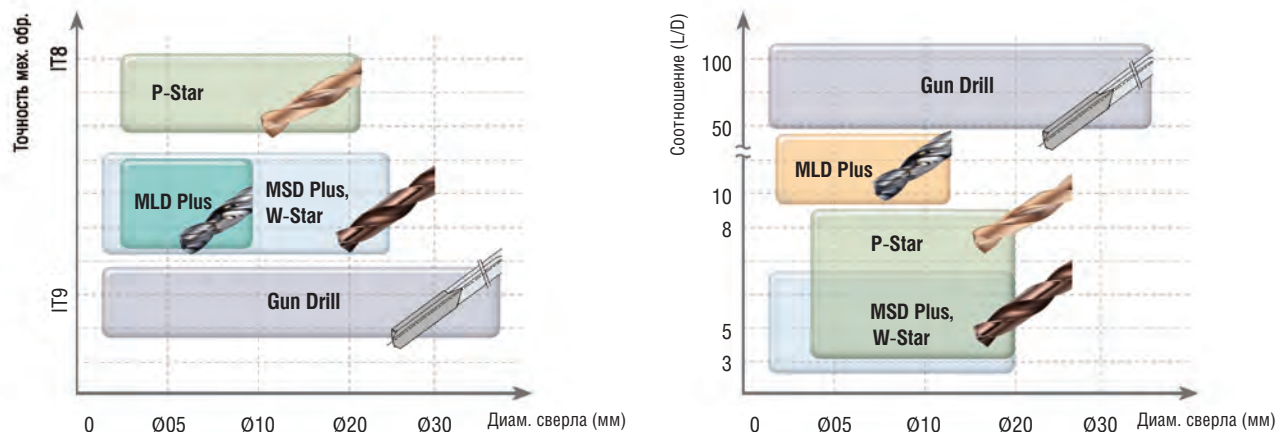 Точность мех. обр.
IT8
IT9
P-Star
MLD Plus
MSD Plus,
W-Star
Gun Drill
0 Ø05 Ø10 Ø20 Ø30 Диам. сверла (мм)
Соотношение (L/D)
100
50
10
8
5
3
Gun Drill
MLD Plus
P-Star
MSD Plus,
W-Star
0 Ø05 Ø10 Ø20 Ø30 Диам. сверла (мм)